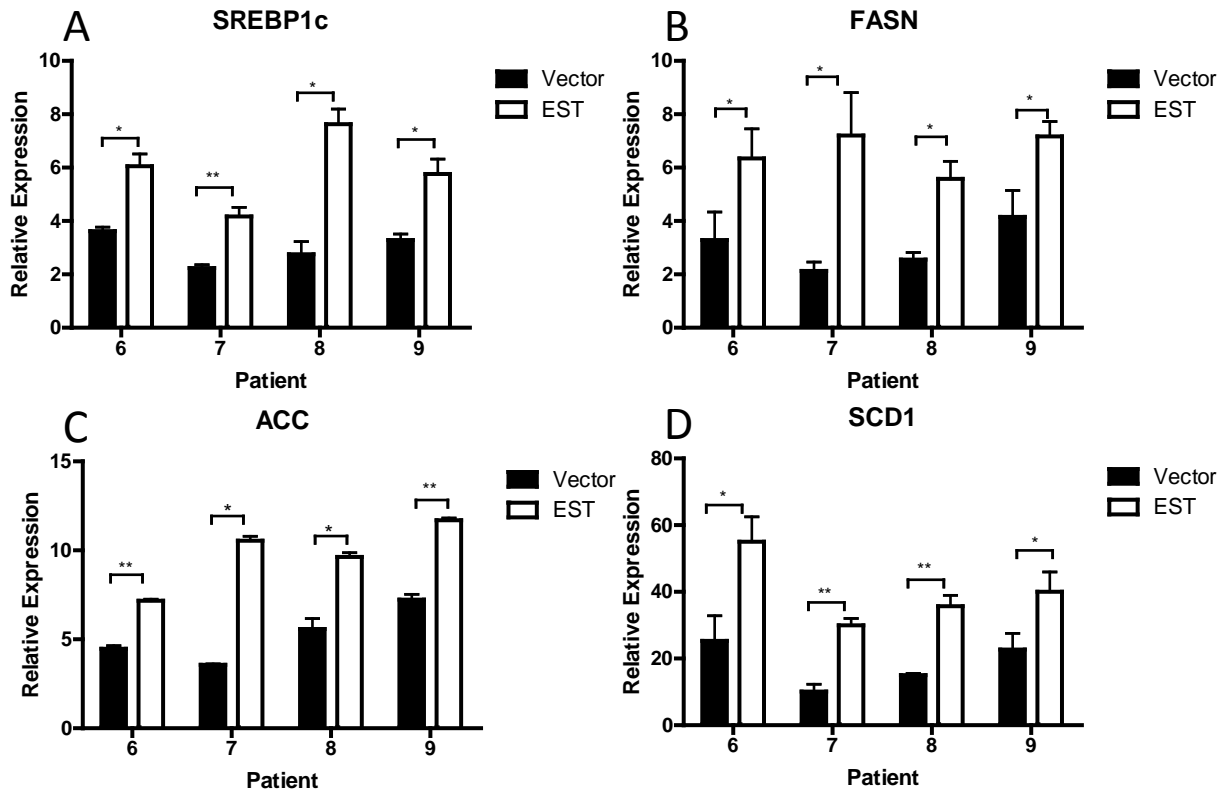 A
SREBP1c
Relative Expression
10
8
6
4
2
0
*
**
*
*
6 7 8 9
Patient
Vector
EST
B
FASN
Relative Expression
10
8
6
4
2
0
*
*
*
*
6 7 8 9
Patient
Vector
EST
C
ACC
Relative Expression
15
10
5
0
**
*
*
**
6 7 8 9
Patient
Vector
EST
D
SCD1
Relative Expression
80
60
40
20
0
*
**
**
*
6 7 8 9
Patient
Vector
EST